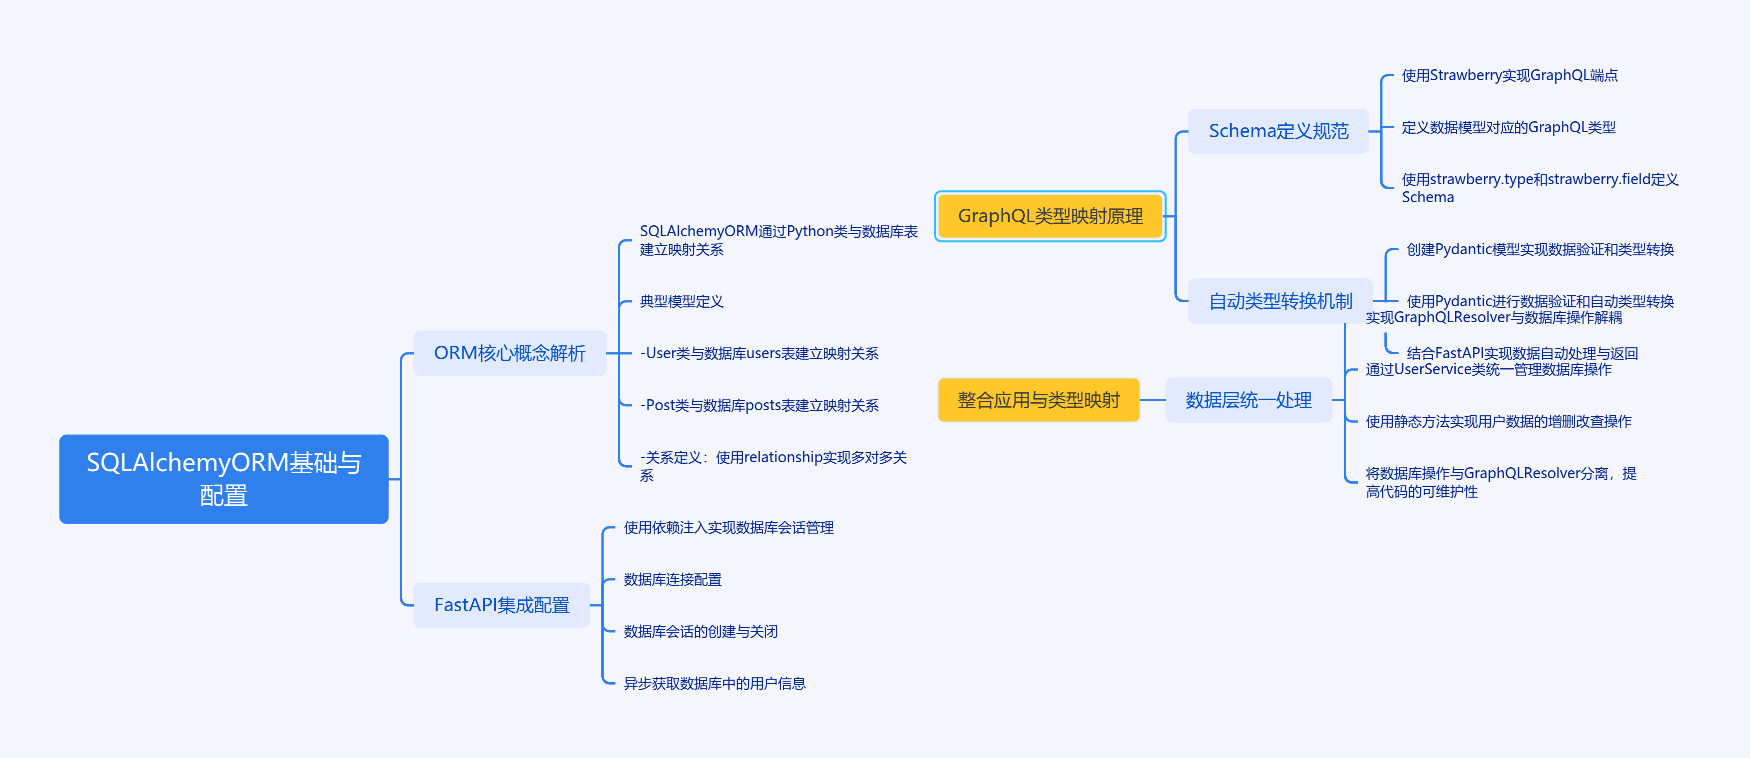 SQLAlchemyORM基础与
配置
ORM核心概念解析
SQLAlchemyORM通过Python类与数据库表
建立映射关系
典型模型定义
-User类与数据库users表建立映射关系
-Post类与数据库posts表建立映射关系
-关系定义：使用relationship实现多对多关
系
FastAPI集成配置
使用依赖注入实现数据库会话管理
数据库连接配置
数据库会话的创建与关闭
异步获取数据库中的用户信息
GraphQL类型映射原理
Schema定义规范
使用Strawberry实现GraphQL端点
定义数据模型对应的GraphQL类型
使用strawberry.type和strawberry.field定义
Schema
自动类型转换机制
创建Pydantic模型实现数据验证和类型转换
使用Pydantic进行数据验证和自动类型转换
结合FastAPI实现数据自动处理与返回
整合应用与类型映射
数据层统一处理
实现GraphQLResolver与数据库操作解耦
通过UserService类统一管理数据库操作
使用静态方法实现用户数据的增删改查操作
将数据库操作与GraphQLResolver分离，提
高代码的可维护性